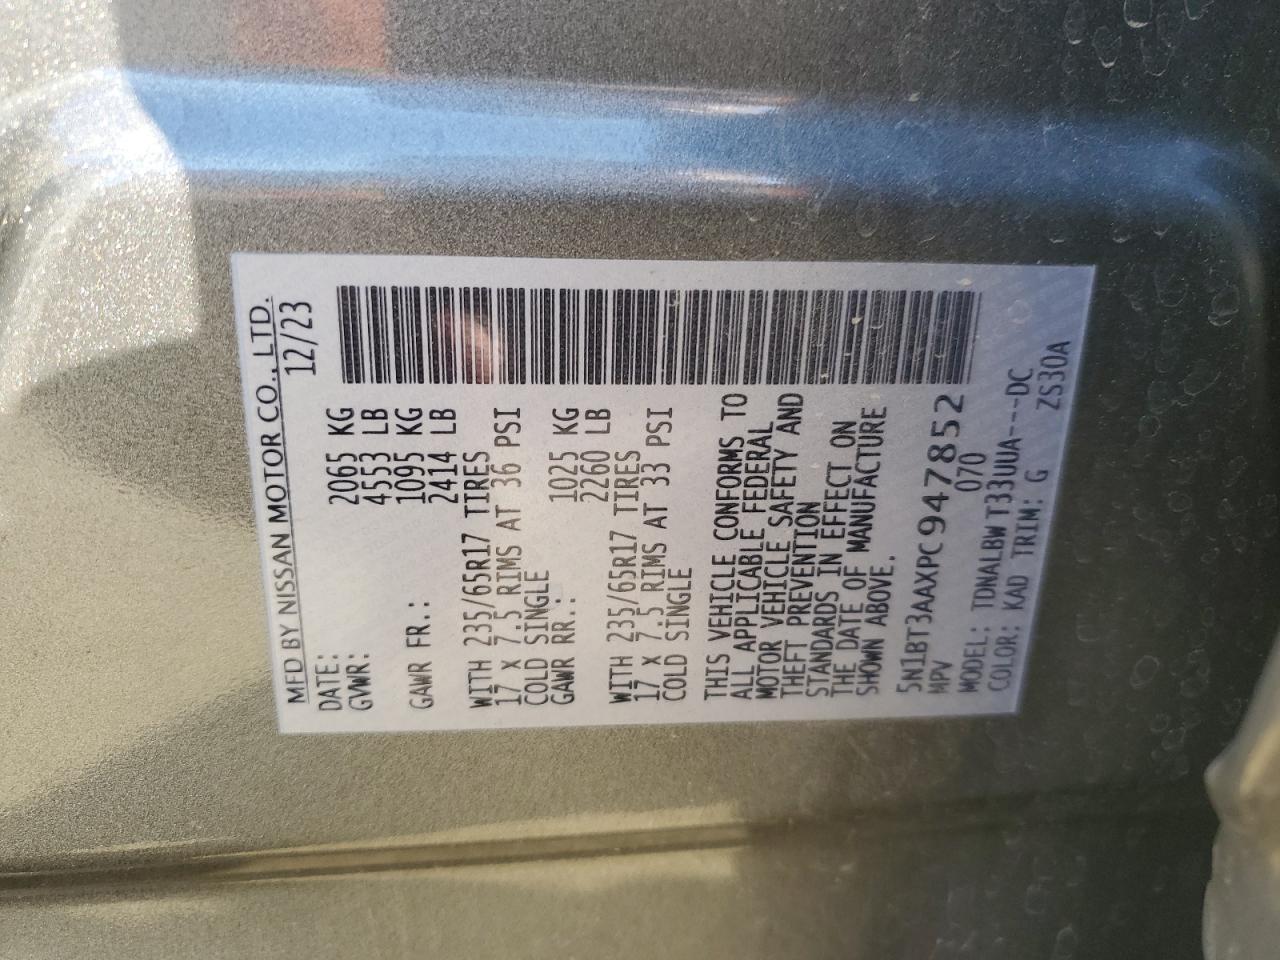 MFD BY NISSAN MOTOR CO., LTD.
DATE: 12/23
GVWR: 2065 KG
4553 LB
1095 KG
GAWR FR.: 2414 LB
WITH 235/65R17 TIRES
17 X 7.5 RIMS AT 36 PSI
COLD SINGLE
GAWR RR.: 1025 KG
2260 LB
WITH 235/65R17 TIRES
17 X 7.5 RIMS AT 33 PSI
COLD SINGLE
THIS VEHICLE CONFORMS TO
ALL APPLICABLE FEDERAL
MOTOR VEHICLE SAFETY AND
THEFT PREVENTION
STANDARDS IN EFFECT ON
THE DATE OF MANUFACTURE
SHOWN ABOVE.
5N1BT3AAXPC947852
MPV 070
MODEL: TDNALBW T33UUA---DC
COLOR: KAD TRIM: G ZS30A